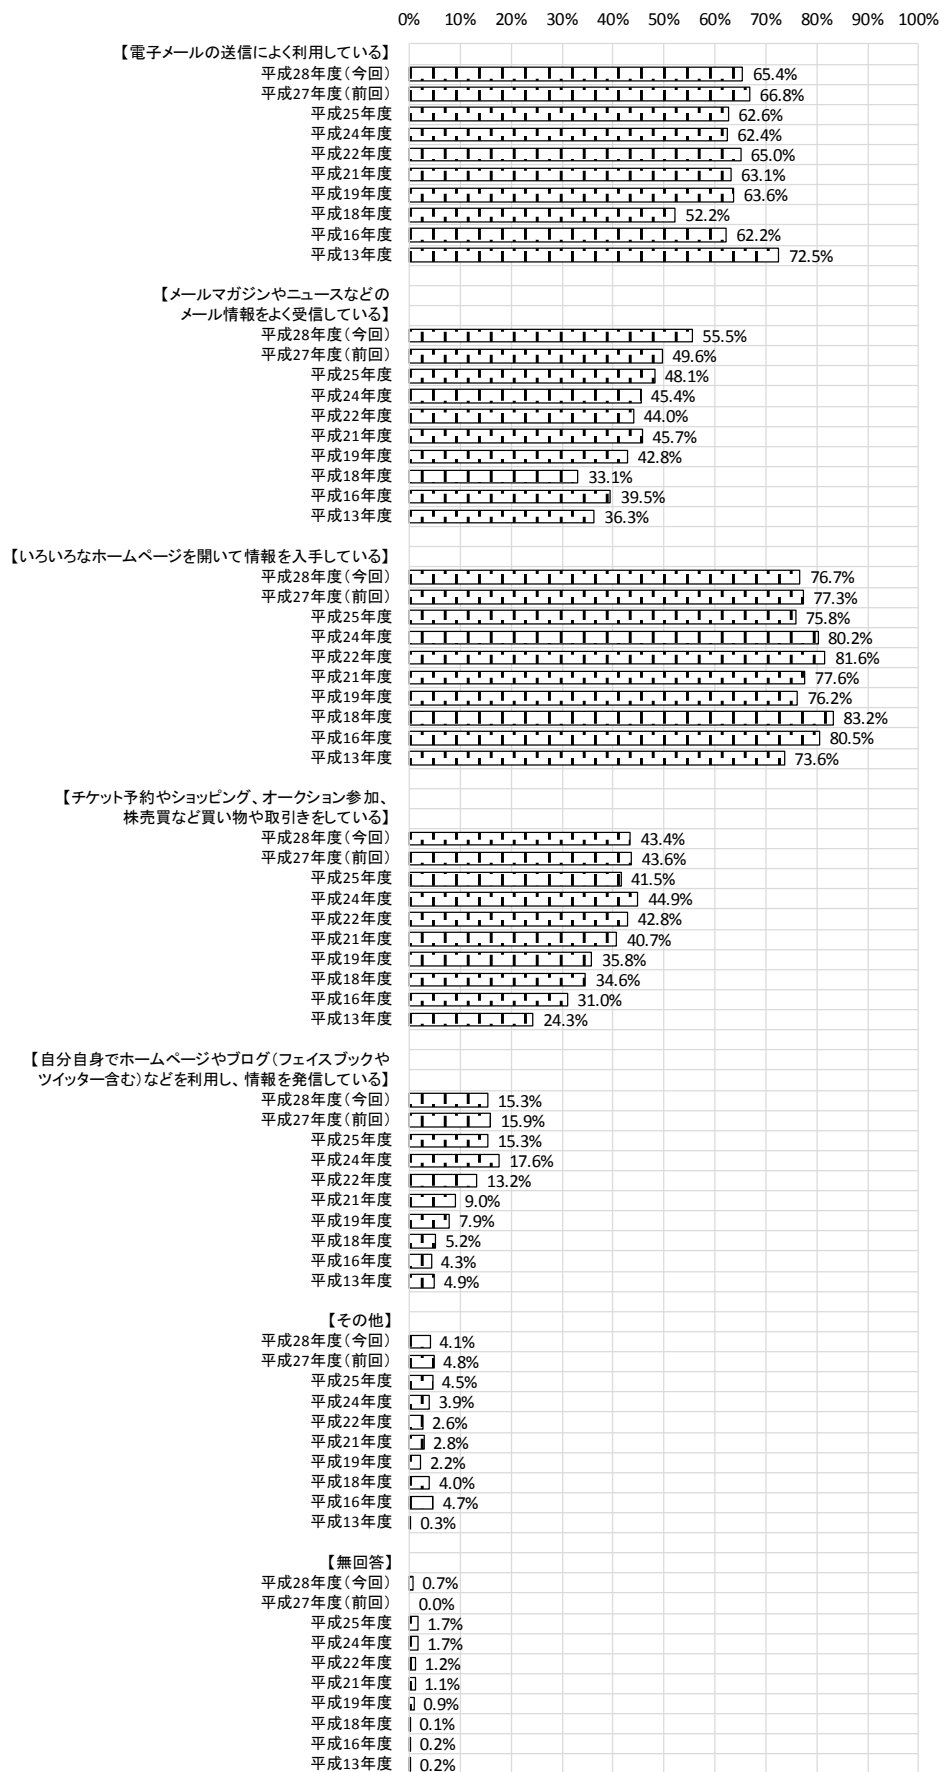 0% 10% 20% 30% 40% 50% 60% 70% 80% 90% 100%
【電子メールの送信によく利用している】
平成28年度（今回） 65.4%
平成27年度（前回） 66.8%
平成25年度 62.6%
平成24年度 62.4%
平成22年度 65.0%
平成21年度 63.1%
平成19年度 63.6%
平成18年度 52.2%
平成16年度 62.2%
平成13年度 72.5%
【メールマガジンやニュースなどの
メール情報をよく受信している】
平成28年度（今回） 55.5%
平成27年度（前回） 49.6%
平成25年度 48.1%
平成24年度 45.4%
平成22年度 44.0%
平成21年度 45.7%
平成19年度 42.8%
平成18年度 33.1%
平成16年度 39.5%
平成13年度 36.3%
【いろいろなホームページを開いて情報を入手している】
平成28年度（今回） 76.7%
平成27年度（前回） 77.3%
平成25年度 75.8%
平成24年度 80.2%
平成22年度 81.6%
平成21年度 77.6%
平成19年度 76.2%
平成18年度 83.2%
平成16年度 80.5%
平成13年度 73.6%
【チケット予約やショッピング、オークション参加、
株売買など買い物や取引きをしている】
平成28年度（今回） 43.4%
平成27年度（前回） 43.6%
平成25年度 41.5%
平成24年度 44.9%
平成22年度 42.8%
平成21年度 40.7%
平成19年度 35.8%
平成18年度 34.6%
平成16年度 31.0%
平成13年度 24.3%
【自分自身でホームページやブログ（フェイスブックや
ツイッター含む）などを利用し、情報を発信している】
平成28年度（今回） 15.3%
平成27年度（前回） 15.9%
平成25年度 15.3%
平成24年度 17.6%
平成22年度 13.2%
平成21年度 9.0%
平成19年度 7.9%
平成18年度 5.2%
平成16年度 4.3%
平成13年度 4.9%
【その他】
平成28年度（今回） 4.1%
平成27年度（前回） 4.8%
平成25年度 4.5%
平成24年度 3.9%
平成22年度 2.6%
平成21年度 2.8%
平成19年度 2.2%
平成18年度 4.0%
平成16年度 4.7%
平成13年度 0.3%
【無回答】
平成28年度（今回） 0.7%
平成27年度（前回） 0.0%
平成25年度 1.7%
平成24年度 1.7%
平成22年度 1.2%
平成21年度 1.1%
平成19年度 0.9%
平成18年度 0.1%
平成16年度 0.2%
平成13年度 0.2%